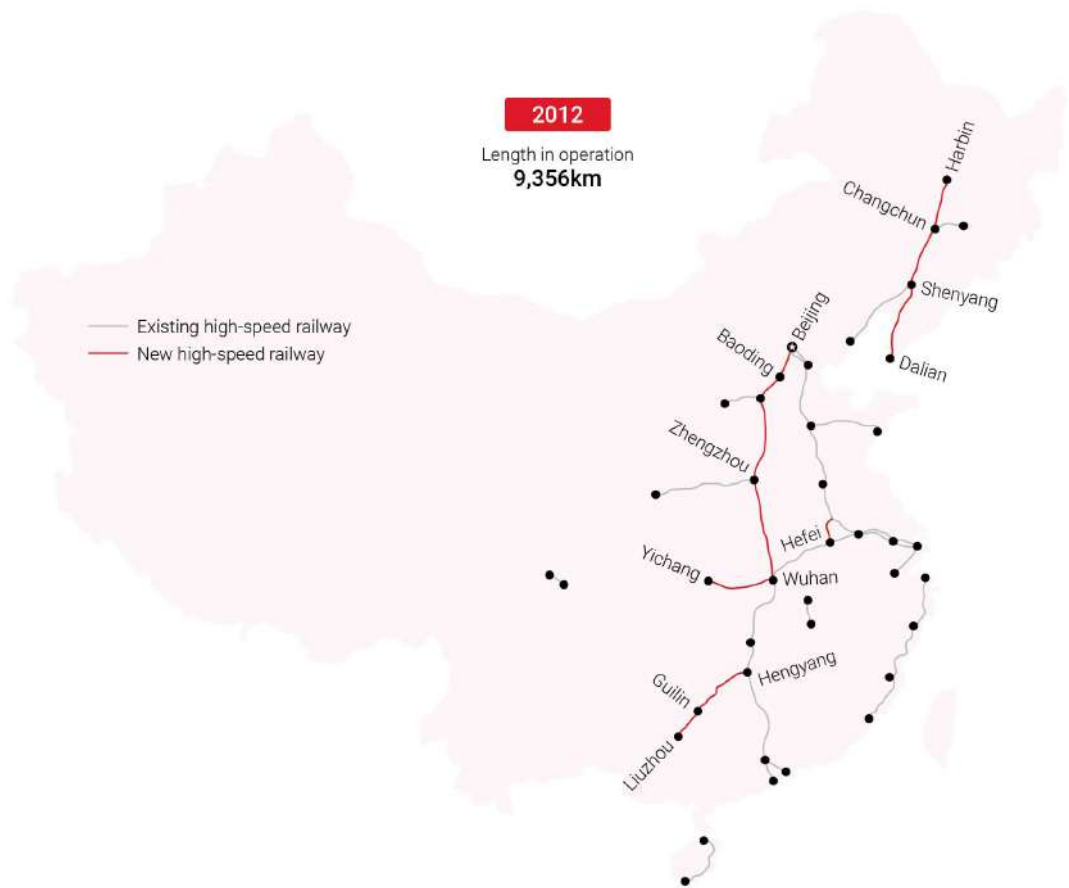 2012
Length in operation
9,356km
Harbin
Changchun
Shenyang
Existing high-speed railway
New high-speed railway
Beijing
Baoding
Dalian
Zhengzhou
Hefei
Yichang
Wuhan
Hengyang
Guilin
Liuzhou